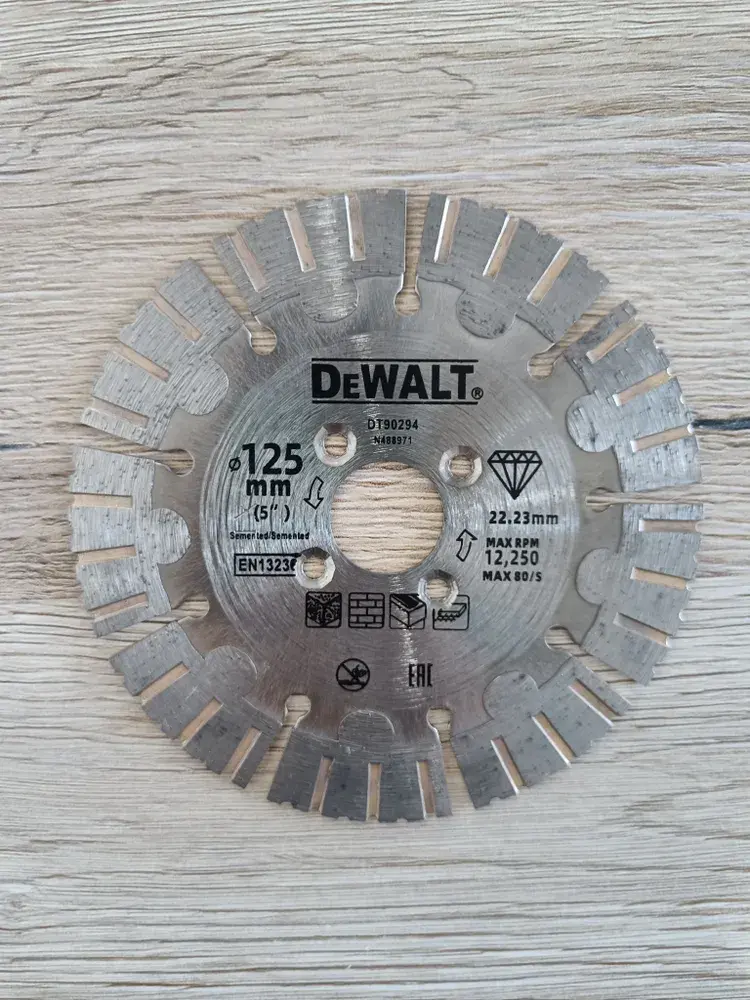 DEWALT®
DT90294
N488971
ø125
mm
(5")
Semented/Semented
EN13236
22.23mm
MAX RPM
12,250
MAX 80/S
EAC